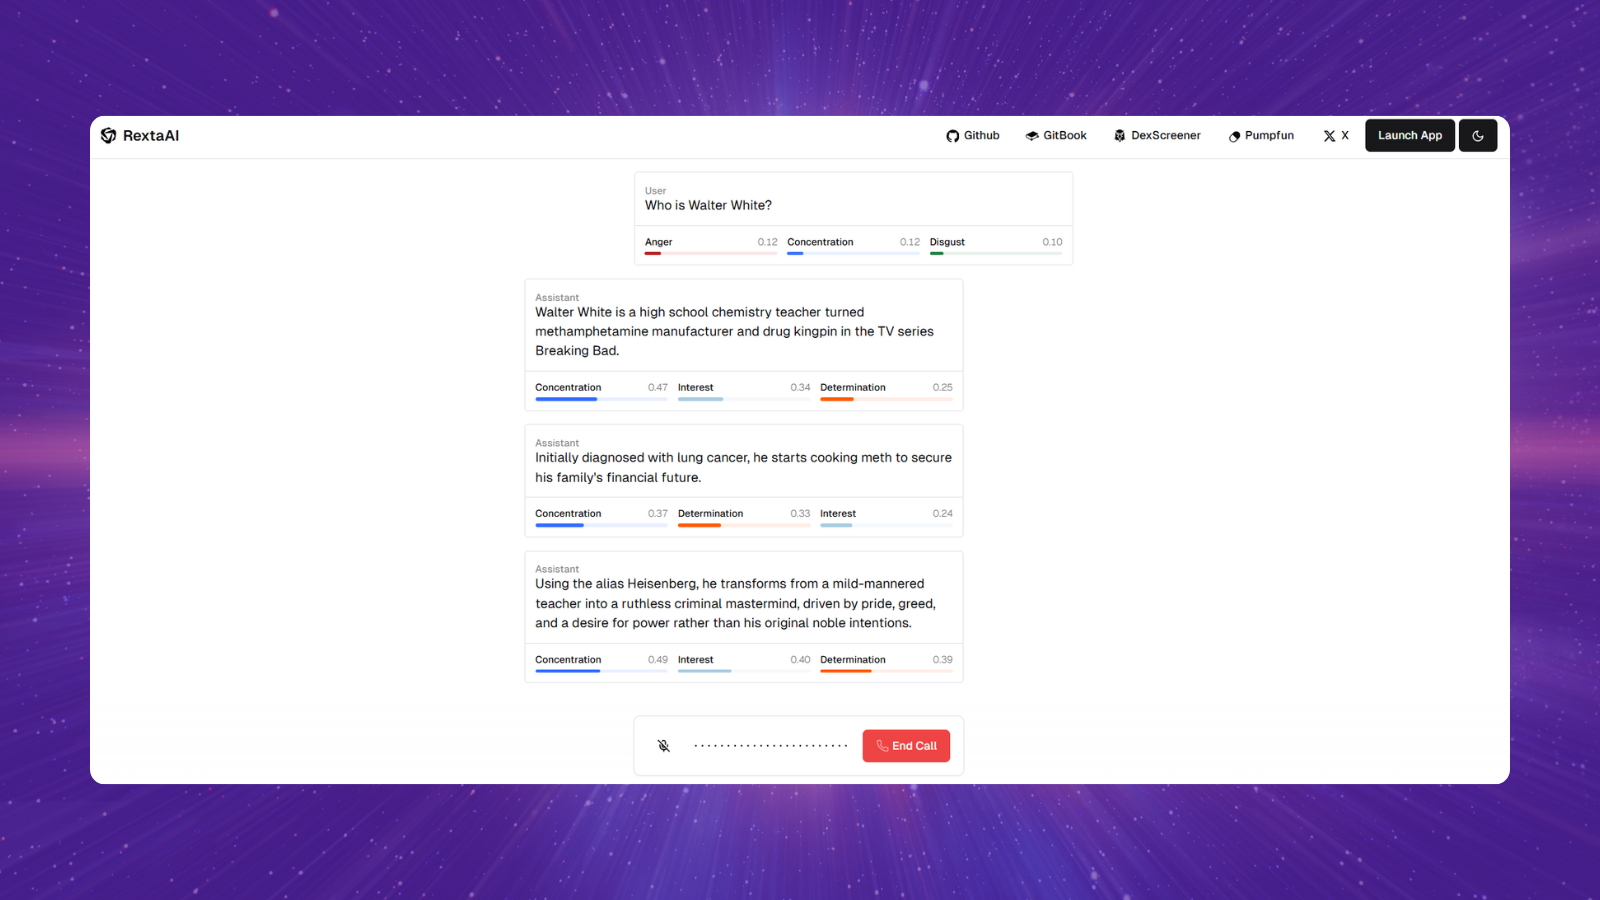 RextaAI
Github
GitBook
DexScreener
Pumpfun
X
Launch App
User
Who is Walter White?
Anger 0.12 Concentration 0.12 Disgust 0.10
Assistant
Walter White is a high school chemistry teacher turned
methamphetamine manufacturer and drug kingpin in the TV series
Breaking Bad.
Concentration 0.47 Interest 0.34 Determination 0.25
Assistant
Initially diagnosed with lung cancer, he starts cooking meth to secure
his family's financial future.
Concentration 0.37 Determination 0.33 Interest 0.24
Assistant
Using the alias Heisenberg, he transforms from a mild-mannered
teacher into a ruthless criminal mastermind, driven by pride, greed,
and a desire for power rather than his original noble intentions.
Concentration 0.49 Interest 0.40 Determination 0.39
End Call